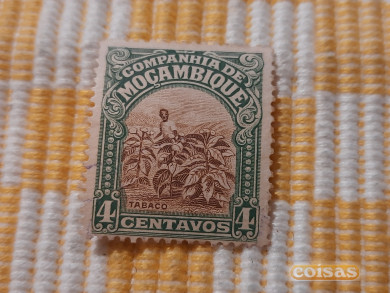 COMPANHIA DE
MOÇAMBIQUE
TABACO
4 CENTAVOS 4
coisas